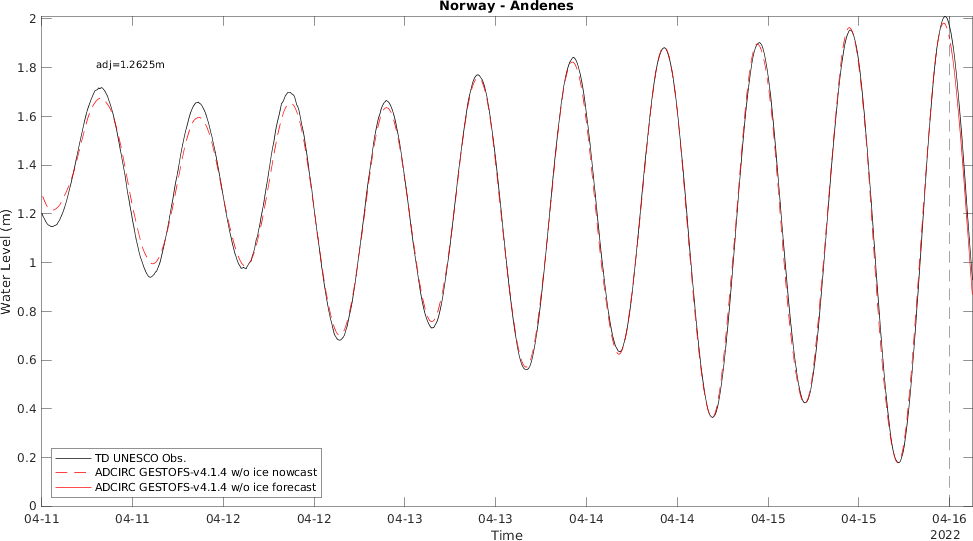 Norway - Andenes
adj=1.2625m
Water Level (m)
2
1.8
1.6
1.4
1.2
1
0.8
0.6
0.4
0.2
0
TD UNESCO Obs.
ADCIRC GESTOFS-v4.1.4 w/o ice nowcast
ADCIRC GESTOFS-v4.1.4 w/o ice forecast
04-11 04-11 04-12 04-12 04-13 04-13 04-14 04-14 04-15 04-15 04-16
Time
2022